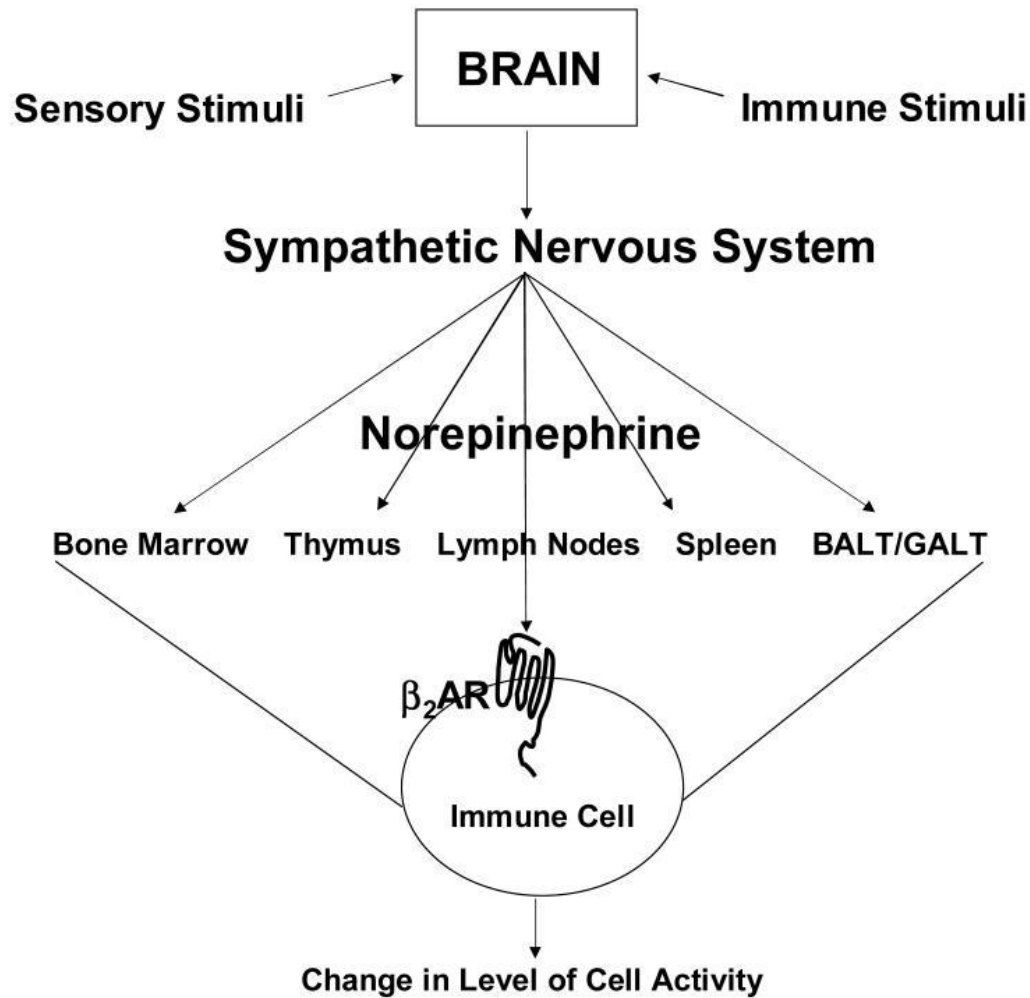 BRAIN
Sensory Stimuli
Immune Stimuli
Sympathetic Nervous System
Norepinephrine
Bone Marrow Thymus Lymph Nodes Spleen BALT/GALT
β₂AR
Immune Cell
Change in Level of Cell Activity